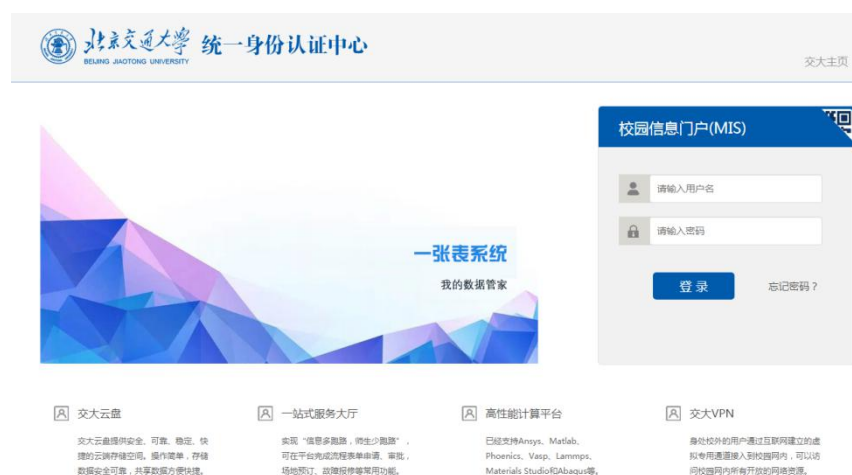 北京交通大学 统一身份认证中心
BEIJING JIAOTONG UNIVERSITY
交大主页
校园信息门户(MIS)
请输入用户名
请输入密码
登录
忘记密码？
一张表系统
我的数据管家
交大云盘
交大云盘提供安全、可靠、稳定、快
捷的云端存储空间。操作简单，存储
数据安全可靠，共享数据方便快捷。
一站式服务大厅
实现“信息多跑路，师生少跑路”，
可在平台完成流程表单申请、审批，
场地预订、故障报修等常用功能。
高性能计算平台
已经支持Ansys、Matlab、
Phoenics、Vasp、Lammps、
Materials Studio和Abaqus等。
交大VPN
身处校外的用户通过互联网建立的虚
拟专用通道接入到校园网内，可以访
问校园网内所有开放的网络资源。